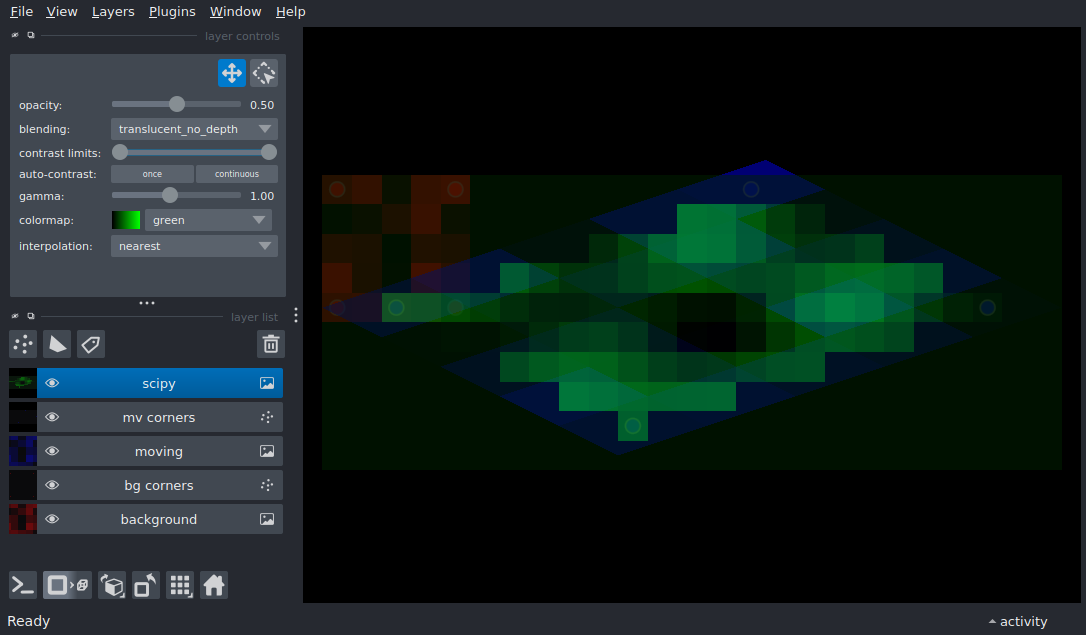 File View Layers Plugins Window Help
layer controls
opacity: 0.50
blending: translucent_no_depth
contrast limits:
auto-contrast: once continuous
gamma: 1.00
colormap: green
interpolation: nearest
layer list
scipy
mv corners
moving
bg corners
background
Ready
activity